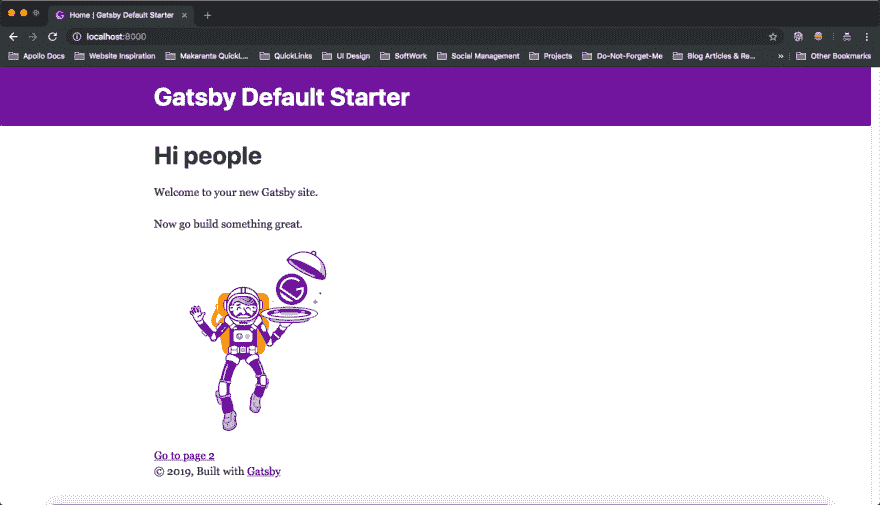 Home | Gatsby Default Starter
localhost:8000
Apollo Docs Website Inspiration Makaranta QuickL... QuickLinks UI Design SoftWork Social Management Projects Do-Not-Forget-Me Blog Articles & Re... » Other Bookmarks
Gatsby Default Starter
Hi people
Welcome to your new Gatsby site.
Now go build something great.
Go to page 2
© 2019, Built with Gatsby